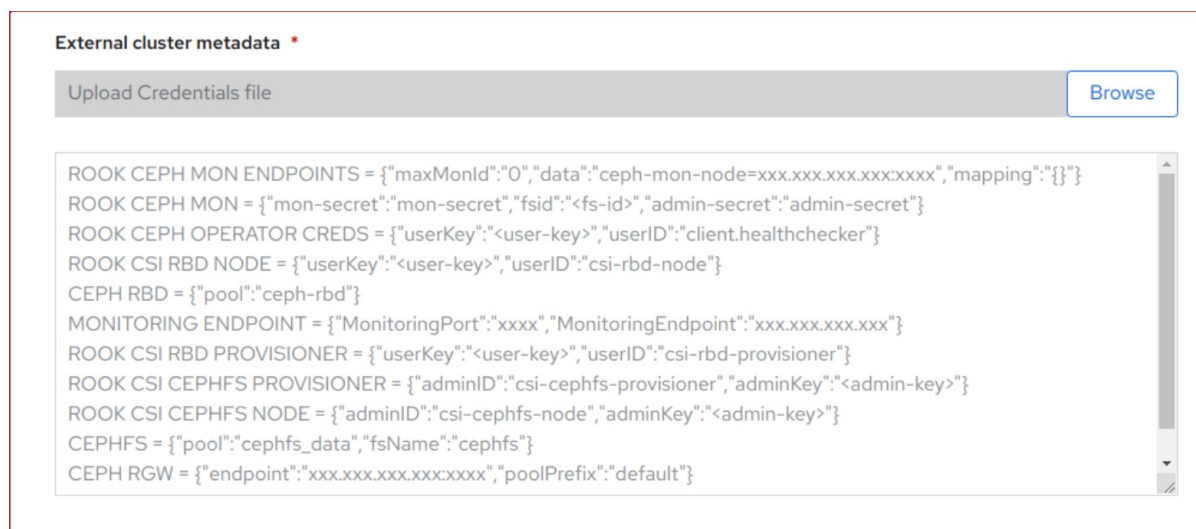 External cluster metadata *
Upload Credentials file
Browse
ROOK CEPH MON ENDPOINTS = {"maxMonId":"0","data":"ceph-mon-node=xxx.xxx.xxx.xxx:xxxx","mapping":"{}"}
ROOK CEPH MON = {"mon-secret":"mon-secret","fsid":"<fs-id>","admin-secret":"admin-secret"}
ROOK CEPH OPERATOR CREDS = {"userKey":"<user-key>","userID":"client.healthchecker"}
ROOK CSI RBD NODE = {"userKey":"<user-key>","userID":"csi-rbd-node"}
CEPH RBD = {"pool":"ceph-rbd"}
MONITORING ENDPOINT = {"MonitoringPort":"xxxx","MonitoringEndpoint":"xxx.xxx.xxx.xxx"}
ROOK CSI RBD PROVISIONER = {"userKey":"<user-key>","userID":"csi-rbd-provisioner"}
ROOK CSI CEPHFS PROVISIONER = {"adminID":"csi-cephfs-provisioner","adminKey":"<admin-key>"}
ROOK CSI CEPHFS NODE = {"adminID":"csi-cephfs-node","adminKey":"<admin-key>"}
CEPHFS = {"pool":"cephfs_data","fsName":"cephfs"}
CEPH RGW = {"endpoint":"xxx.xxx.xxx.xxx:xxxx","poolPrefix":"default"}